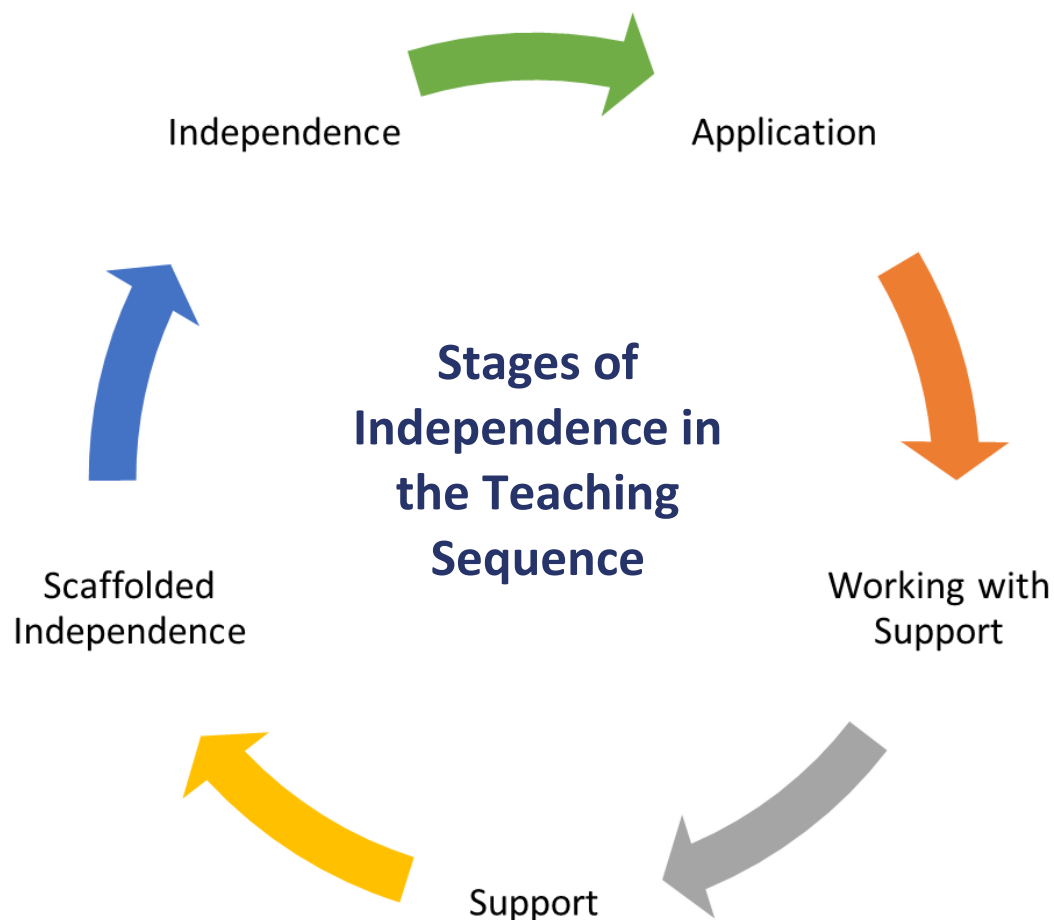 Independence
Application
Stages of
Independence in
the Teaching
Sequence
Scaffolded
Independence
Working with
Support
Support